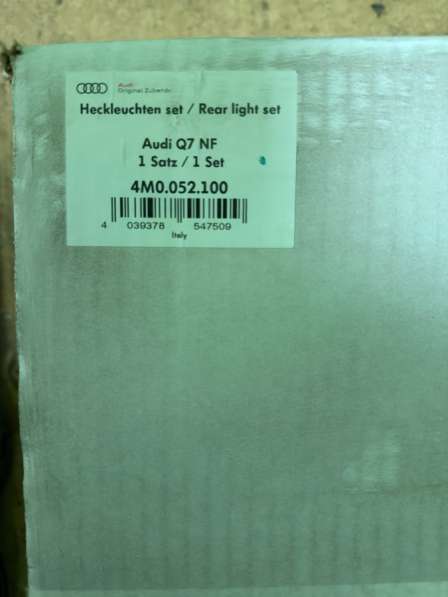 Audi
Original Zubehör
Heckleuchten set / Rear light set
Audi Q7 NF
1 Satz / 1 Set
4M0.052.100
4 039378 547509
Italy